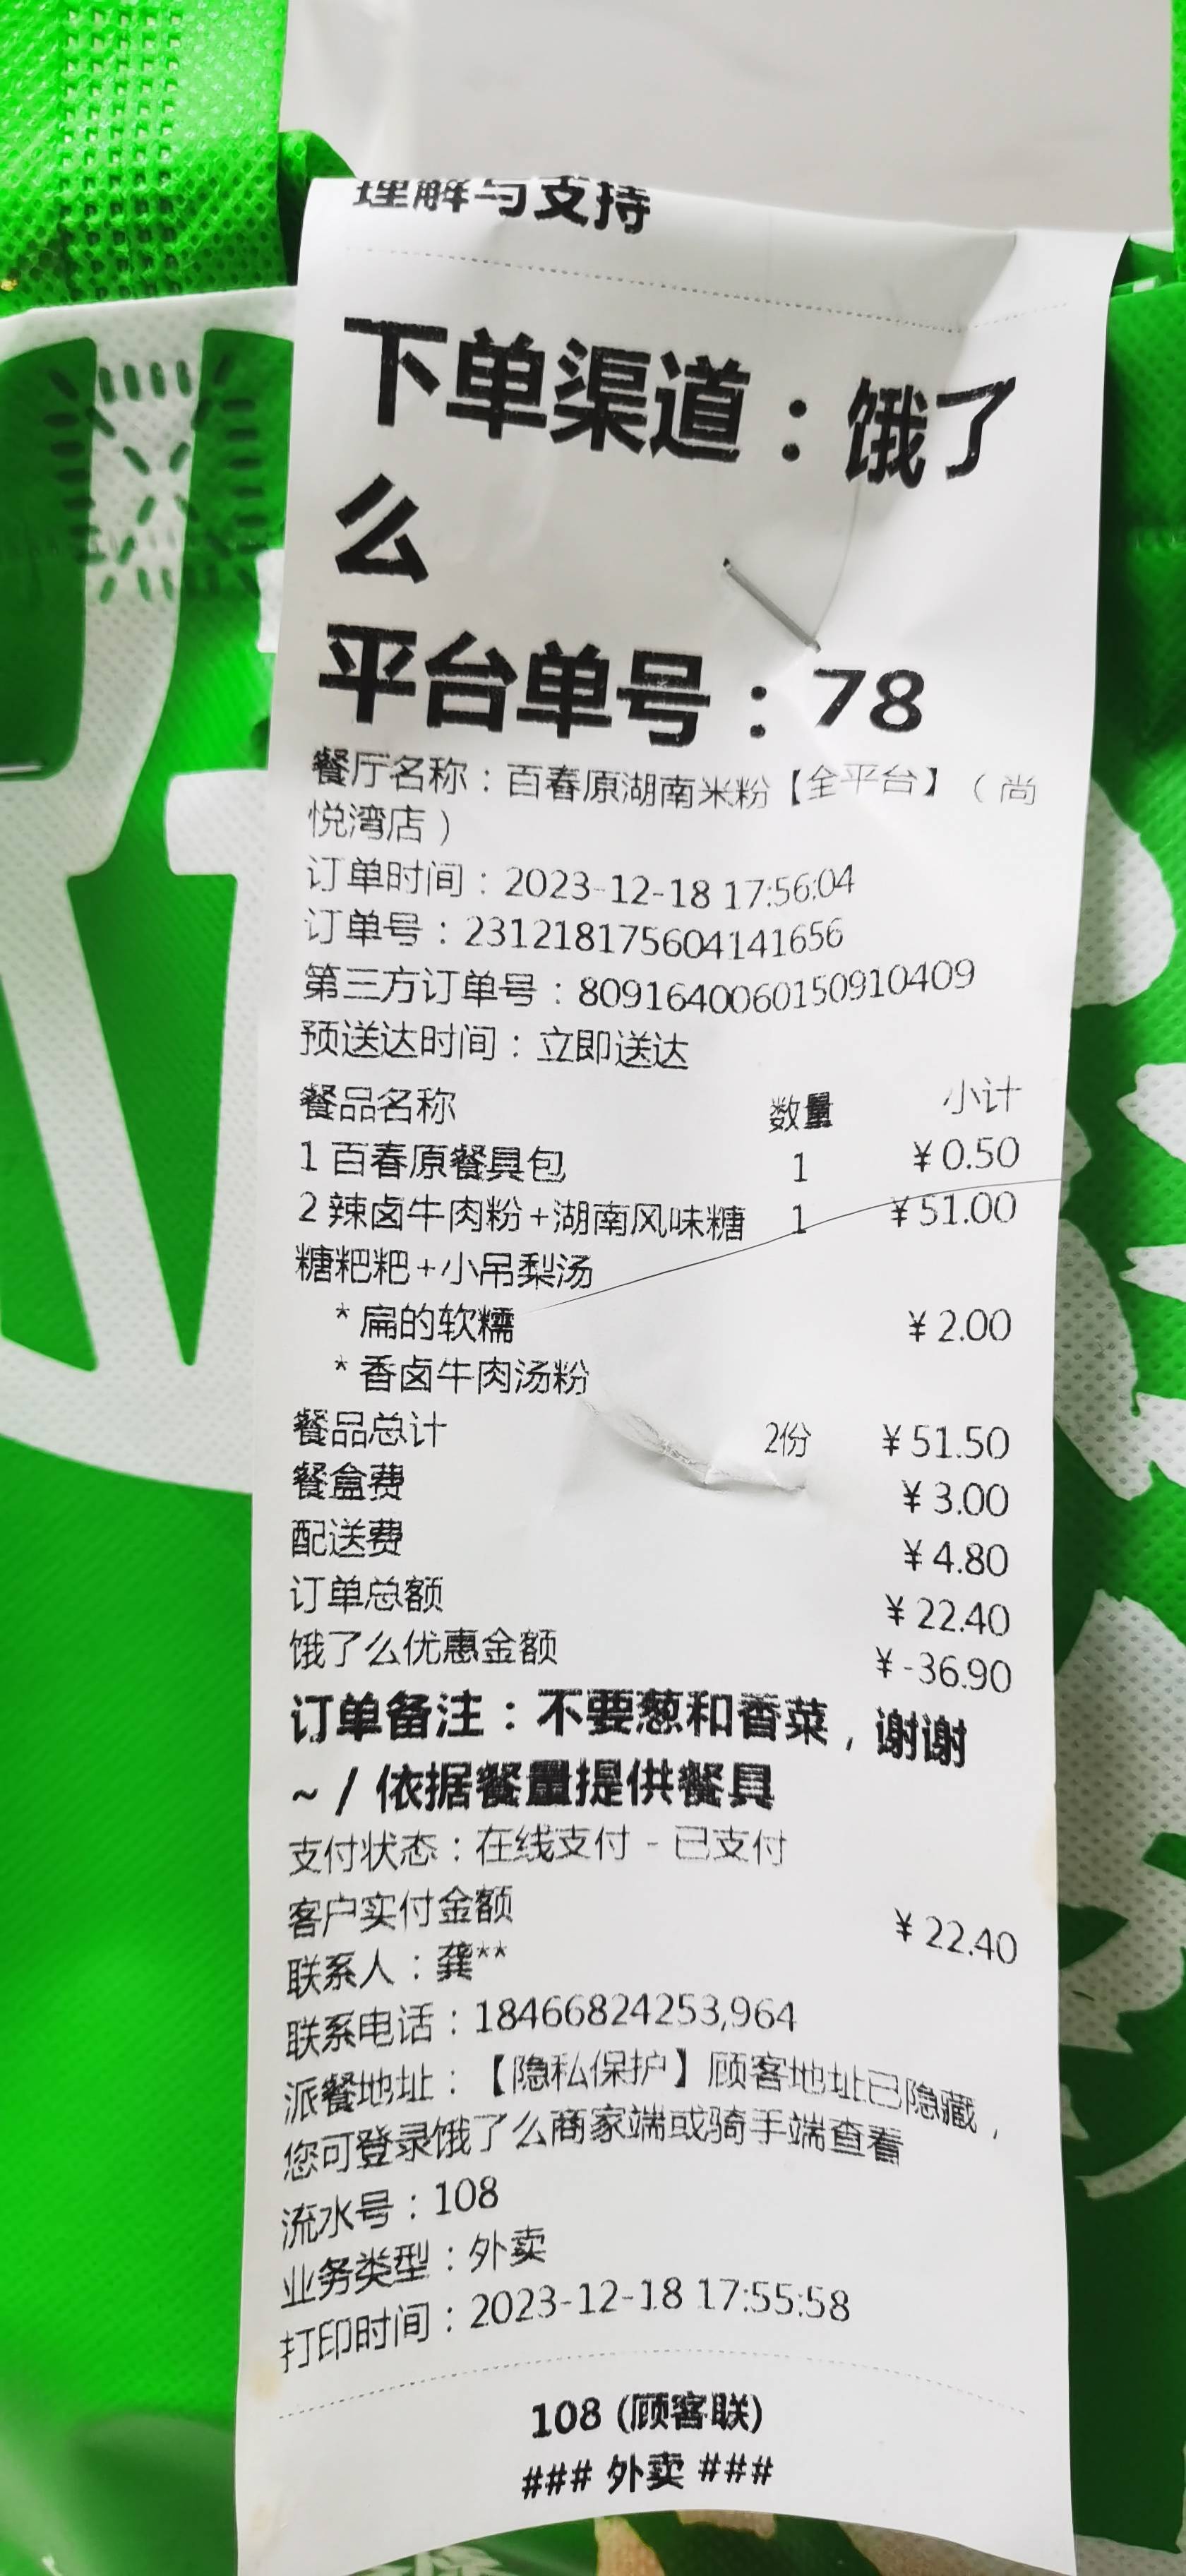 理解与支持
下单渠道：饿了
么
平台单号：78
餐厅名称：百春原湖南米粉【全平台】（尚
悦湾店）
订单时间：2023-12-18 17:56:04
订单号：231218175604141656
第三方订单号：8091640060150910409
预送达时间：立即送达
餐品名称 数量 小计
1 百春原餐具包 1 ￥0.50
2 辣卤牛肉粉+湖南风味糖 1 ￥51.00
糖粑粑+小吊梨汤
* 扁的软糯 ￥2.00
* 香卤牛肉汤粉
餐品总计 2份 ￥51.50
餐盒费 ￥3.00
配送费 ￥4.80
订单总额 ￥22.40
饿了么优惠金额 ￥-36.90
订单备注：不要葱和香菜，谢谢
~ / 依据餐量提供餐具
支付状态：在线支付 - 已支付
客户实付金额 ￥22.40
联系人：龚**
联系电话：18466824253,964
派餐地址：【隐私保护】顾客地址已隐藏，
您可登录饿了么商家端或骑手端查看
流水号：108
业务类型：外卖
打印时间：2023-12-18 17:55:58
108 (顾客联)
### 外卖 ###